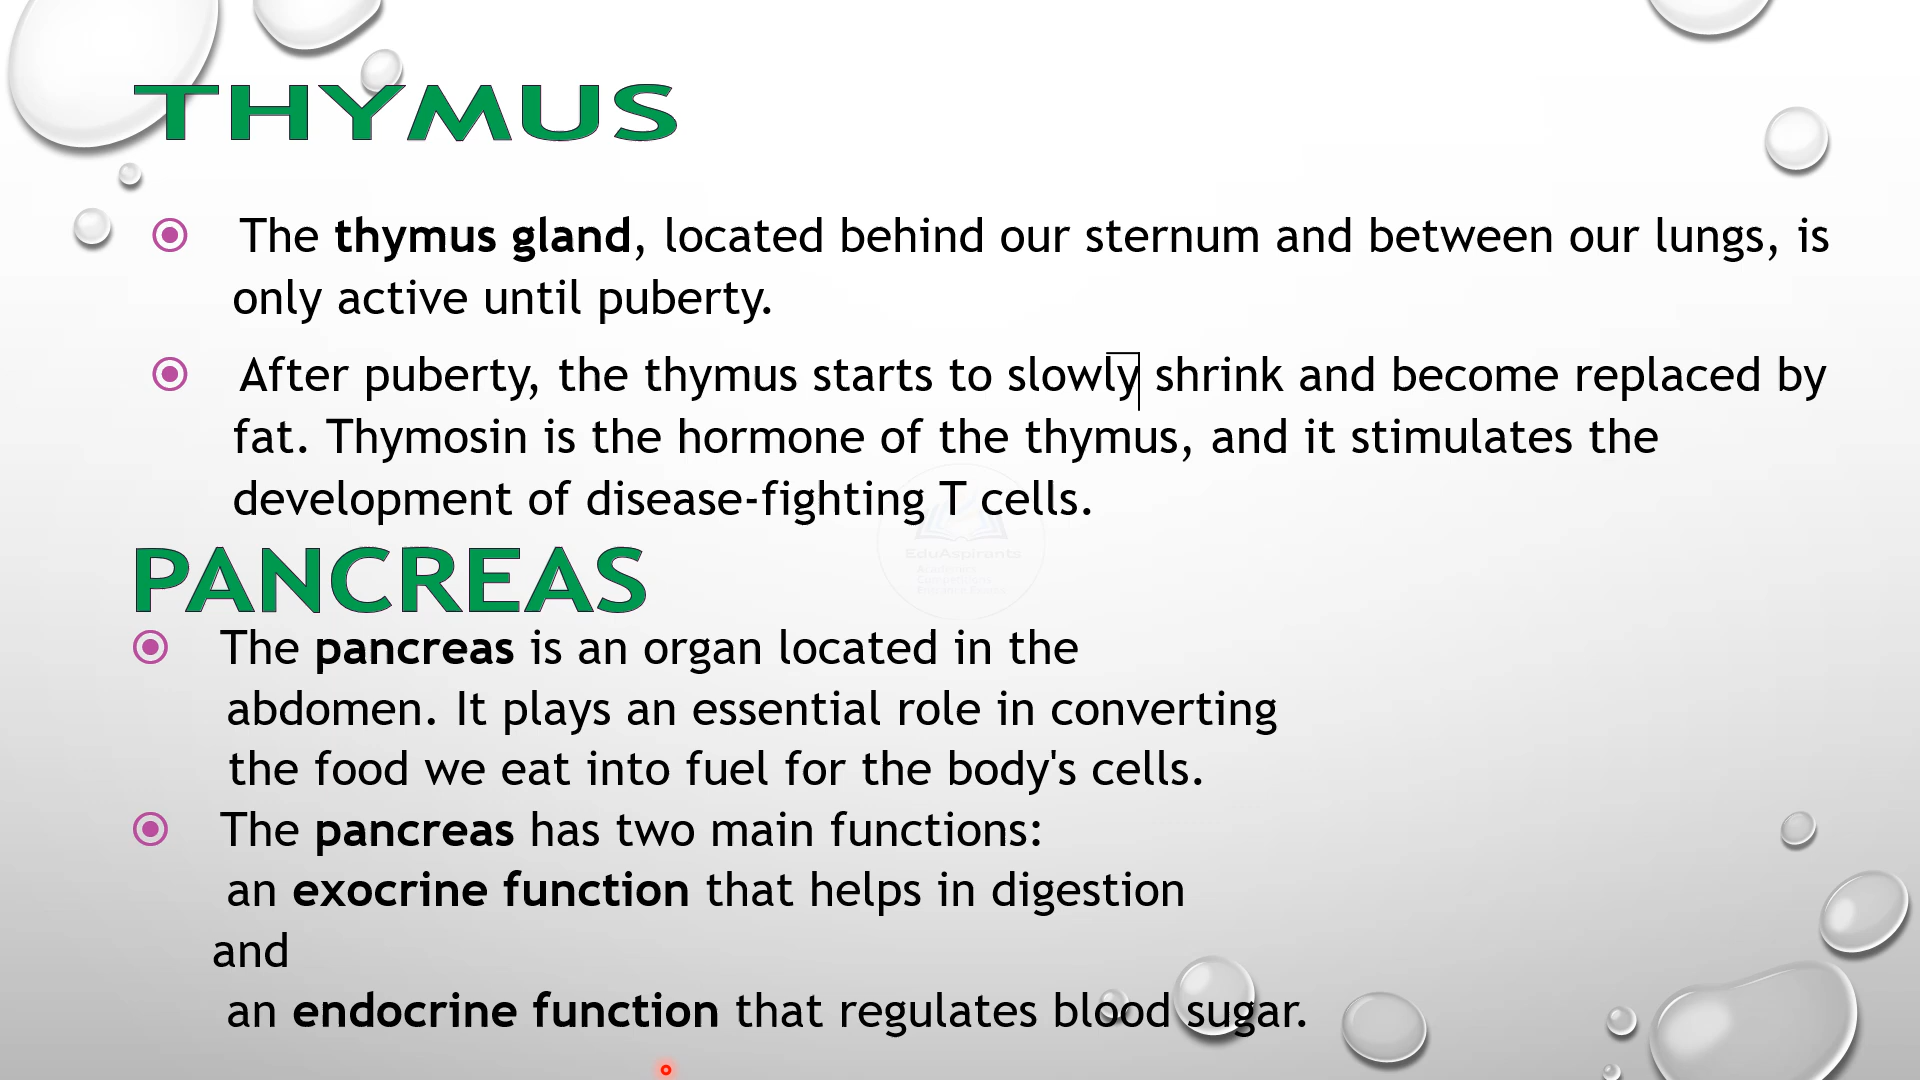 THYMUS
The thymus gland, located behind our sternum and between our lungs, is
only active until puberty.
After puberty, the thymus starts to slowly shrink and become replaced by
fat. Thymosin is the hormone of the thymus, and it stimulates the
development of disease-fighting T cells.
EduAspirants
PANCREAS
The pancreas is an organ located in the
abdomen. It plays an essential role in converting
the food we eat into fuel for the body's cells.
The pancreas has two main functions:
an exocrine function that helps in digestion
and
an endocrine function that regulates blood sugar.